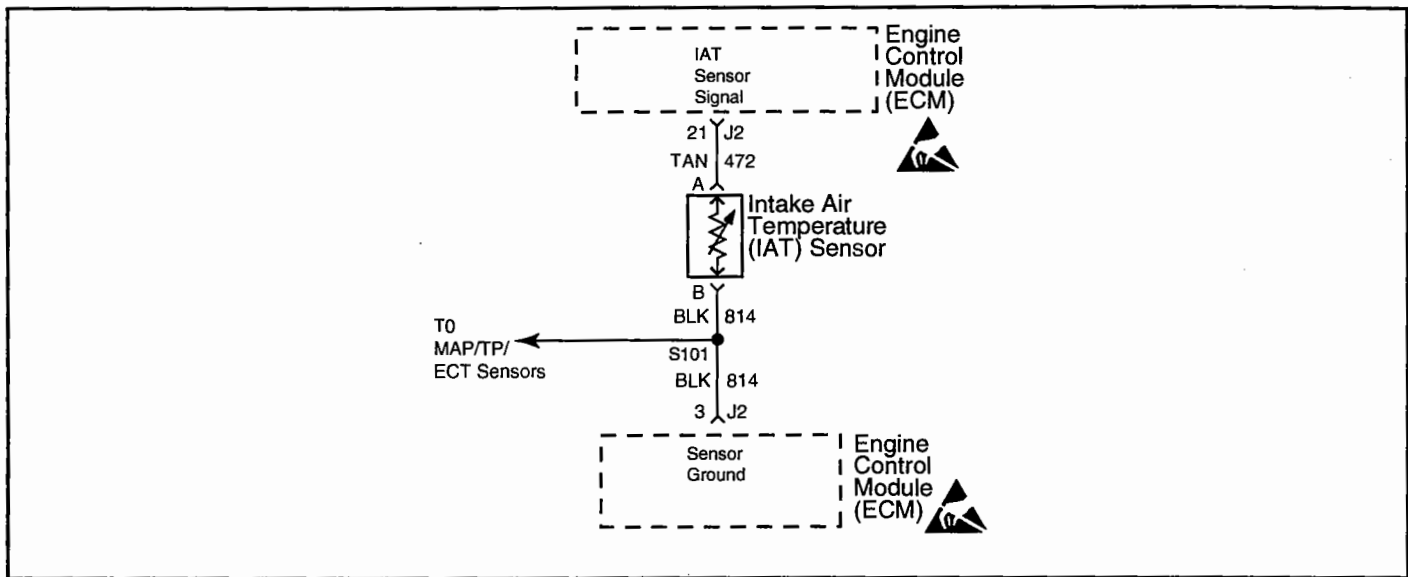 IAT
Sensor
Signal
Engine
Control
Module
(ECM)
21 J2
TAN 472
A
Intake Air
Temperature
(IAT) Sensor
B
BLK 814
T0
MAP/TP/
ECT Sensors
S101
BLK 814
3 J2
Sensor
Ground
Engine
Control
Module
(ECM)